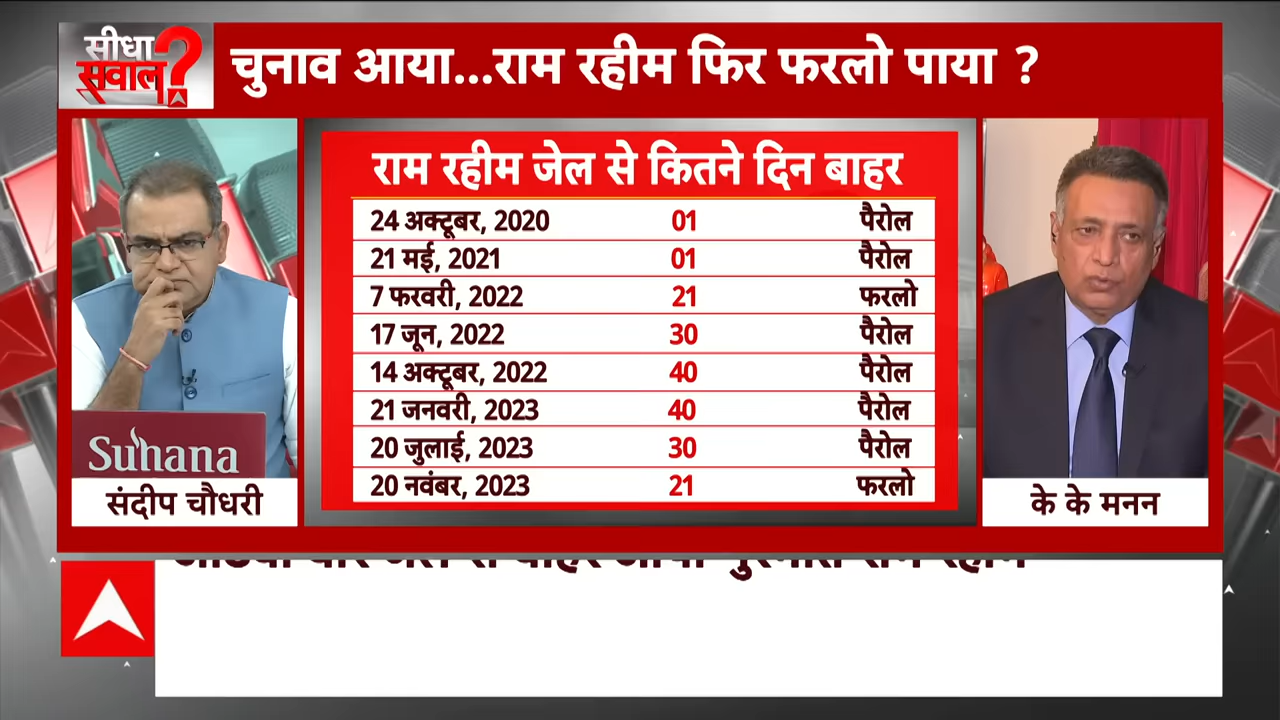 सीधा सवाल?
चुनाव आया...राम रहीम फिर फरलो पाया ?
राम रहीम जेल से कितने दिन बाहर
24 अक्टूबर, 2020 01 पैरोल
21 मई, 2021 01 पैरोल
7 फरवरी, 2022 21 फरलो
17 जून, 2022 30 पैरोल
14 अक्टूबर, 2022 40 पैरोल
21 जनवरी, 2023 40 पैरोल
20 जुलाई, 2023 30 पैरोल
20 नवंबर, 2023 21 फरलो
Suhana
संदीप चौधरी
के के मनन